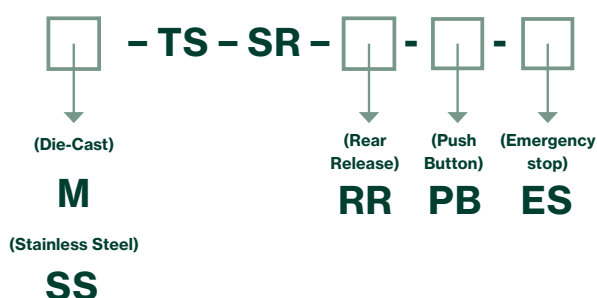 – TS – SR – - -
(Die-Cast)
M
(Stainless Steel)
SS
(Rear
Release)
RR
(Push
Button)
PB
(Emergency
stop)
ES